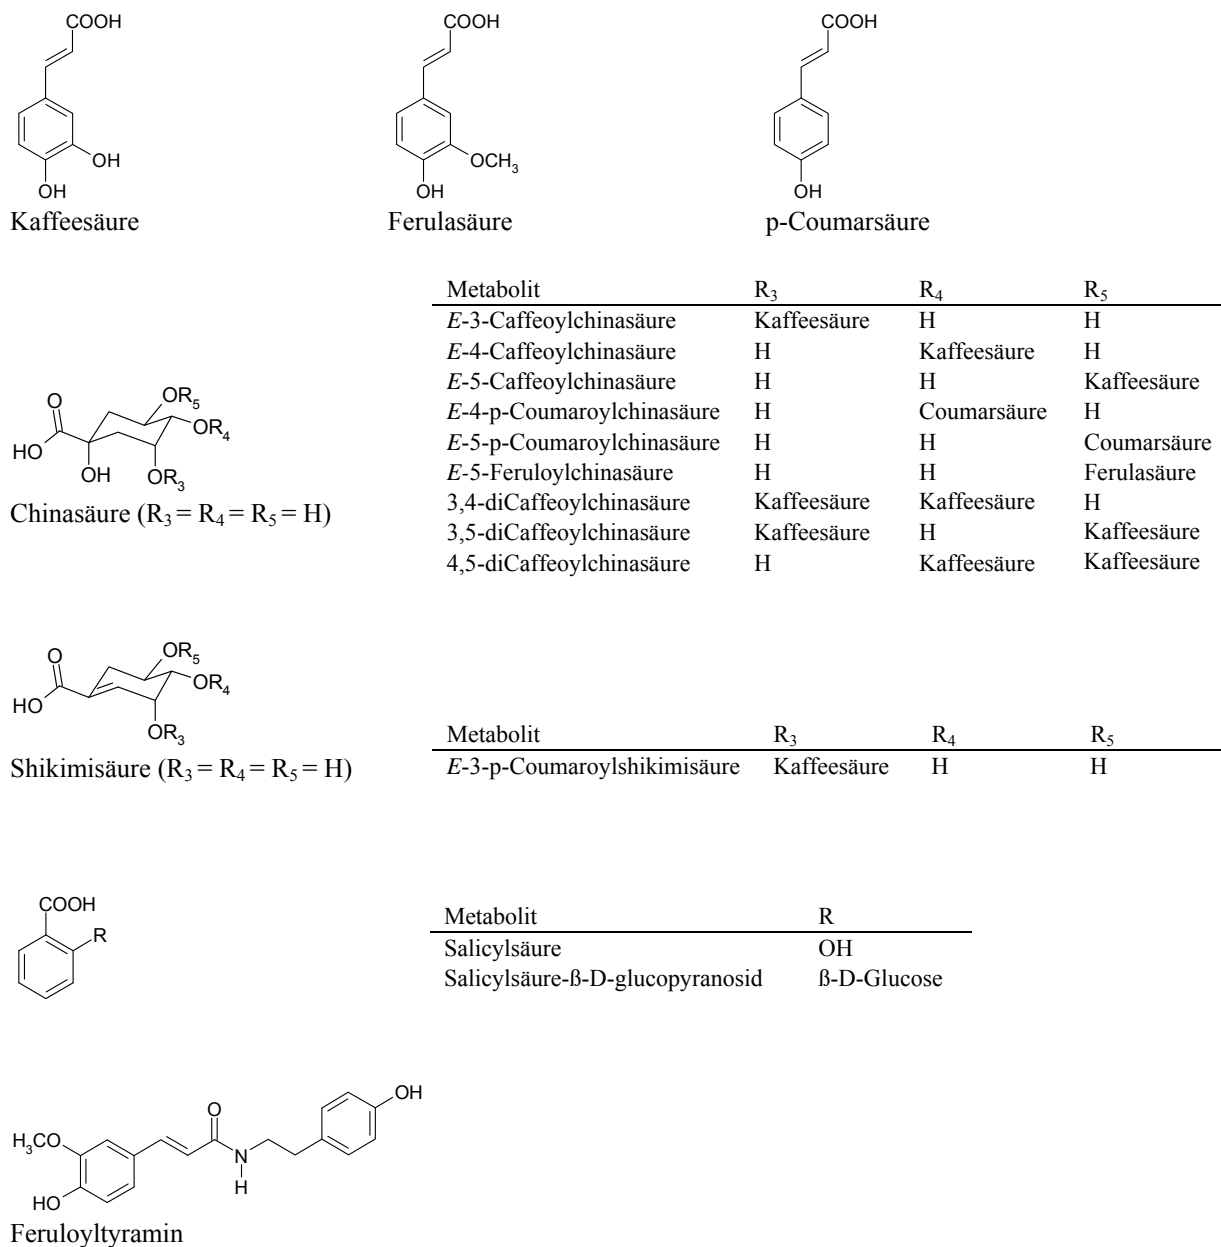 COOH COOH COOH
OH OCH3
OH OH OH
Kaffeesäure Ferulasäure p-Coumarsäure
Metabolit R3 R4 R5
E-3-Caffeoylchinasäure Kaffeesäure H H
E-4-Caffeoylchinasäure H Kaffeesäure H
E-5-Caffeoylchinasäure H H Kaffeesäure
E-4-p-Coumaroylchinasäure H Coumarsäure H
E-5-p-Coumaroylchinasäure H H Coumarsäure
E-5-Feruloylchinasäure H H Ferulasäure
3,4-diCaffeoylchinasäure Kaffeesäure Kaffeesäure H
3,5-diCaffeoylchinasäure Kaffeesäure H Kaffeesäure
4,5-diCaffeoylchinasäure H Kaffeesäure Kaffeesäure
O OR5
OR4
HO
OH OR3
Chinasäure (R3 = R4 = R5 = H)
O OR5
OR4
HO
OR3
Shikimisäure (R3 = R4 = R5 = H)
Metabolit R3 R4 R5
E-3-p-Coumaroylshikimisäure Kaffeesäure H H
COOH
R
Metabolit R
Salicylsäure OH
Salicylsäure-ß-D-glucopyranosid ß-D-Glucose
OH
O
H3CO
N
H
HO
Feruloyltyramin